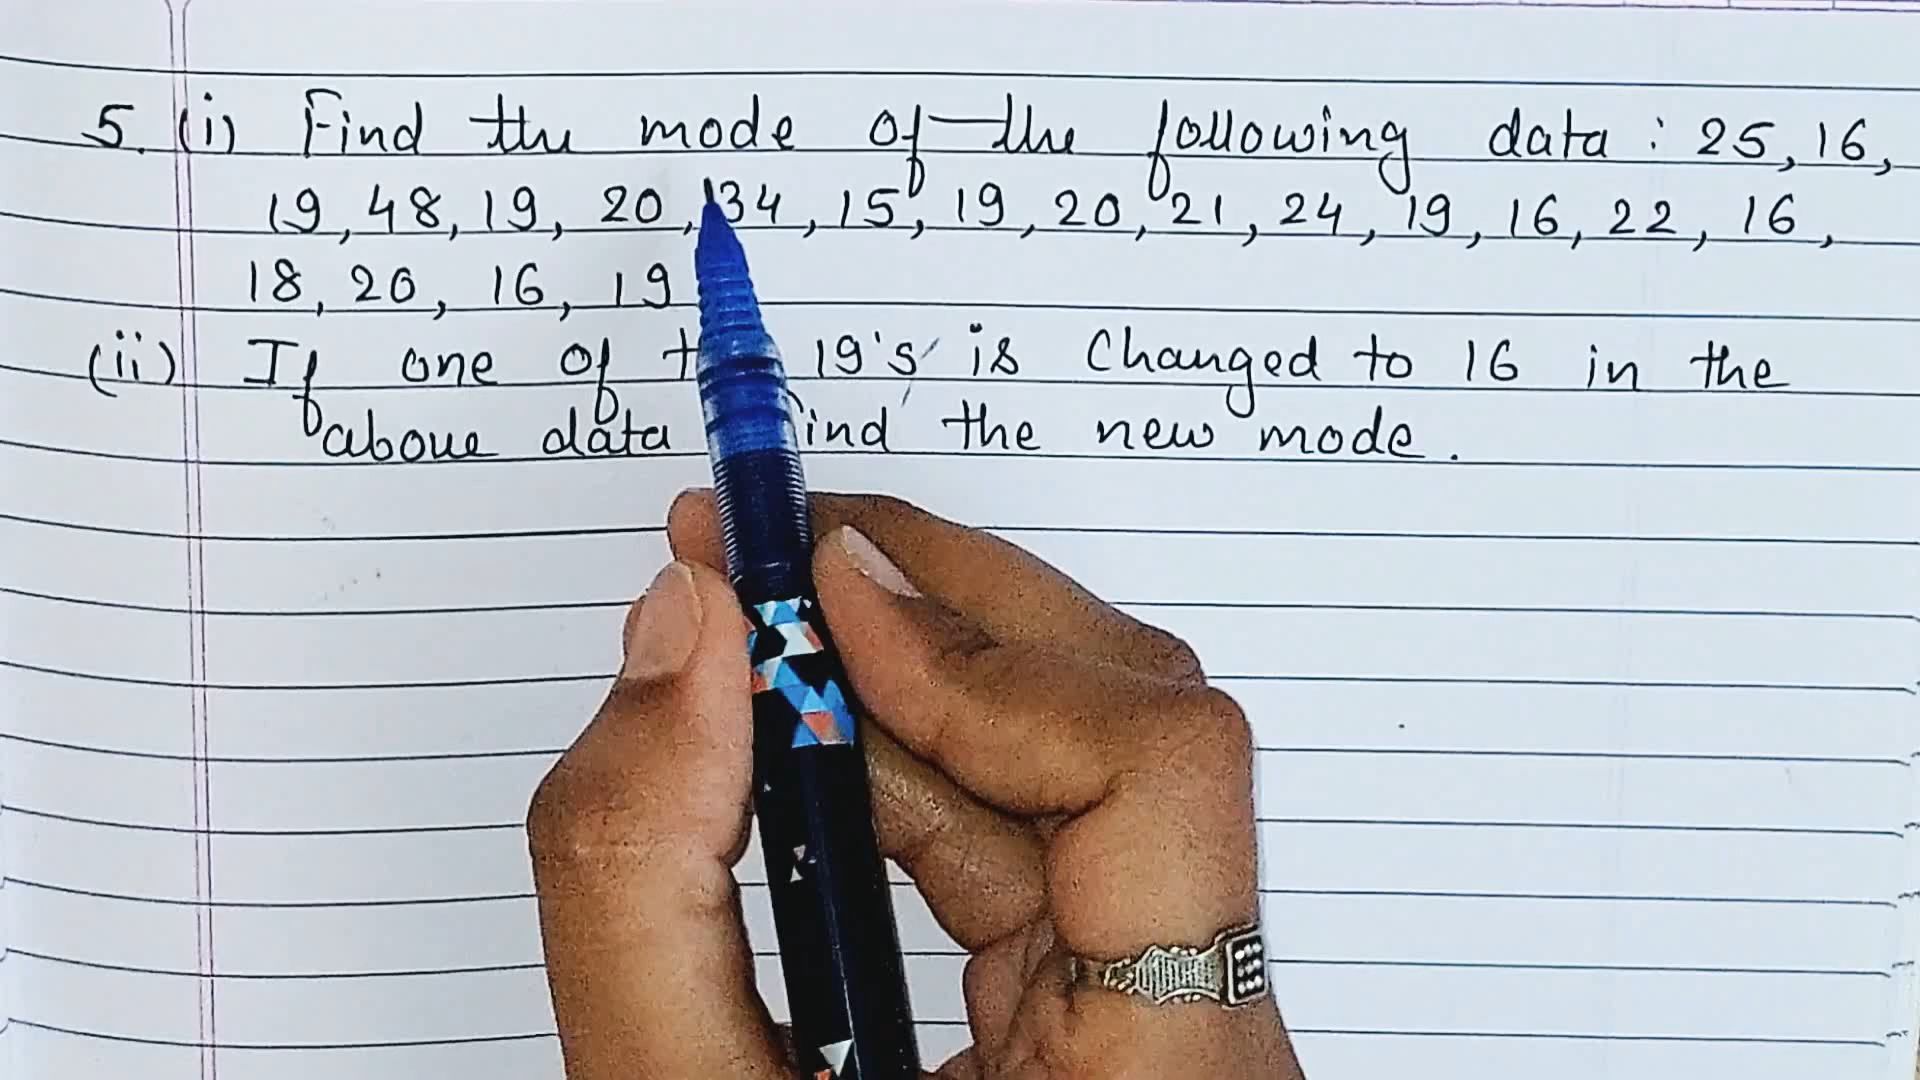 5. (i) Find the mode of the following data : 25, 16,
19, 48, 19, 20, 34, 15, 19, 20, 21, 24, 19, 16, 22, 16,
18, 20, 16, 19
(ii) If one of 19's is Changed to 16 in the
above data the new mode.